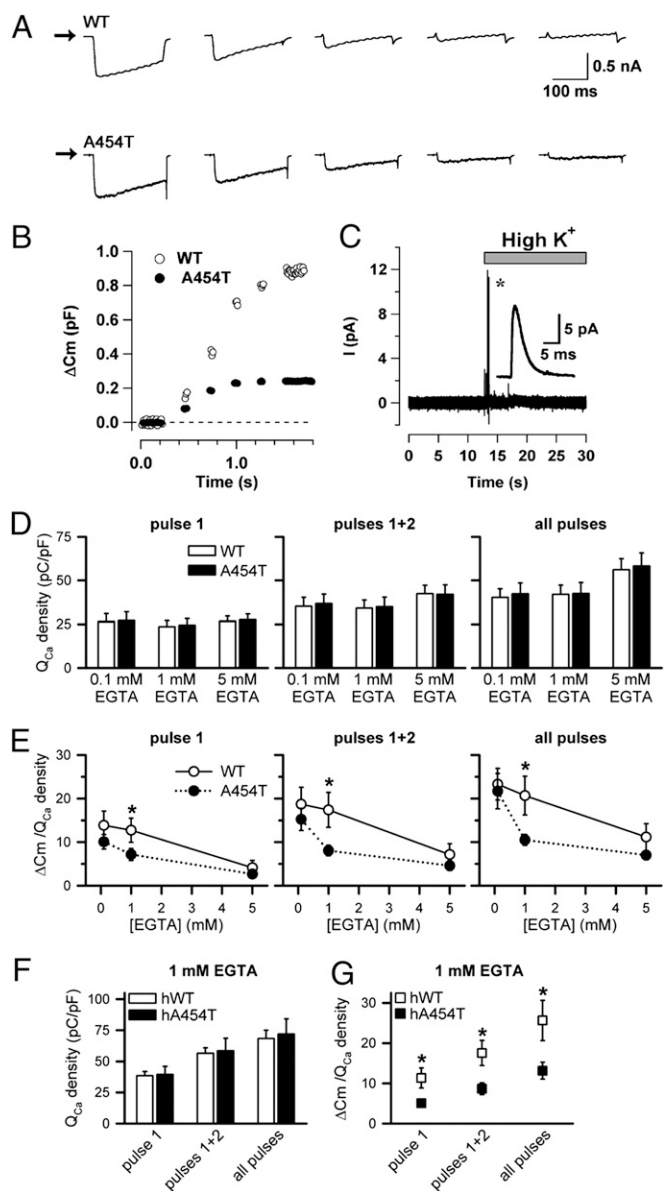 A
WT
0.5 nA
100 ms
A454T
B
WT
A454T
1.0
0.8
0.6
0.4
0.2
0.0
ΔCm (pF)
0.0 1.0
Time (s)
C
High K+
*
5 pA
5 ms
12
8
4
0
I (pA)
0 5 10 15 20 25 30
Time (s)
D
pulse 1 pulses 1+2 all pulses
WT
A454T
75
50
25
0
QCa density (pC/pF)
0.1 mM 1 mM 5 mM 0.1 mM 1 mM 5 mM 0.1 mM 1 mM 5 mM
EGTA EGTA EGTA EGTA EGTA EGTA EGTA EGTA EGTA
E
pulse 1 pulses 1+2 all pulses
WT WT WT
A454T A454T A454T
* * *
30
20
10
0
ΔCm /QCa density
0 1 2 3 4 5 0 1 2 3 4 5 0 1 2 3 4 5
[EGTA] (mM) [EGTA] (mM) [EGTA] (mM)
F
1 mM EGTA
hWT
hA454T
100
75
50
25
0
QCa density (pC/pF)
pulse 1 pulses 1+2 all pulses
G
1 mM EGTA
hWT
hA454T
* * *
30
20
10
0
ΔCm /QCa density
pulse 1 pulses 1+2 all pulses